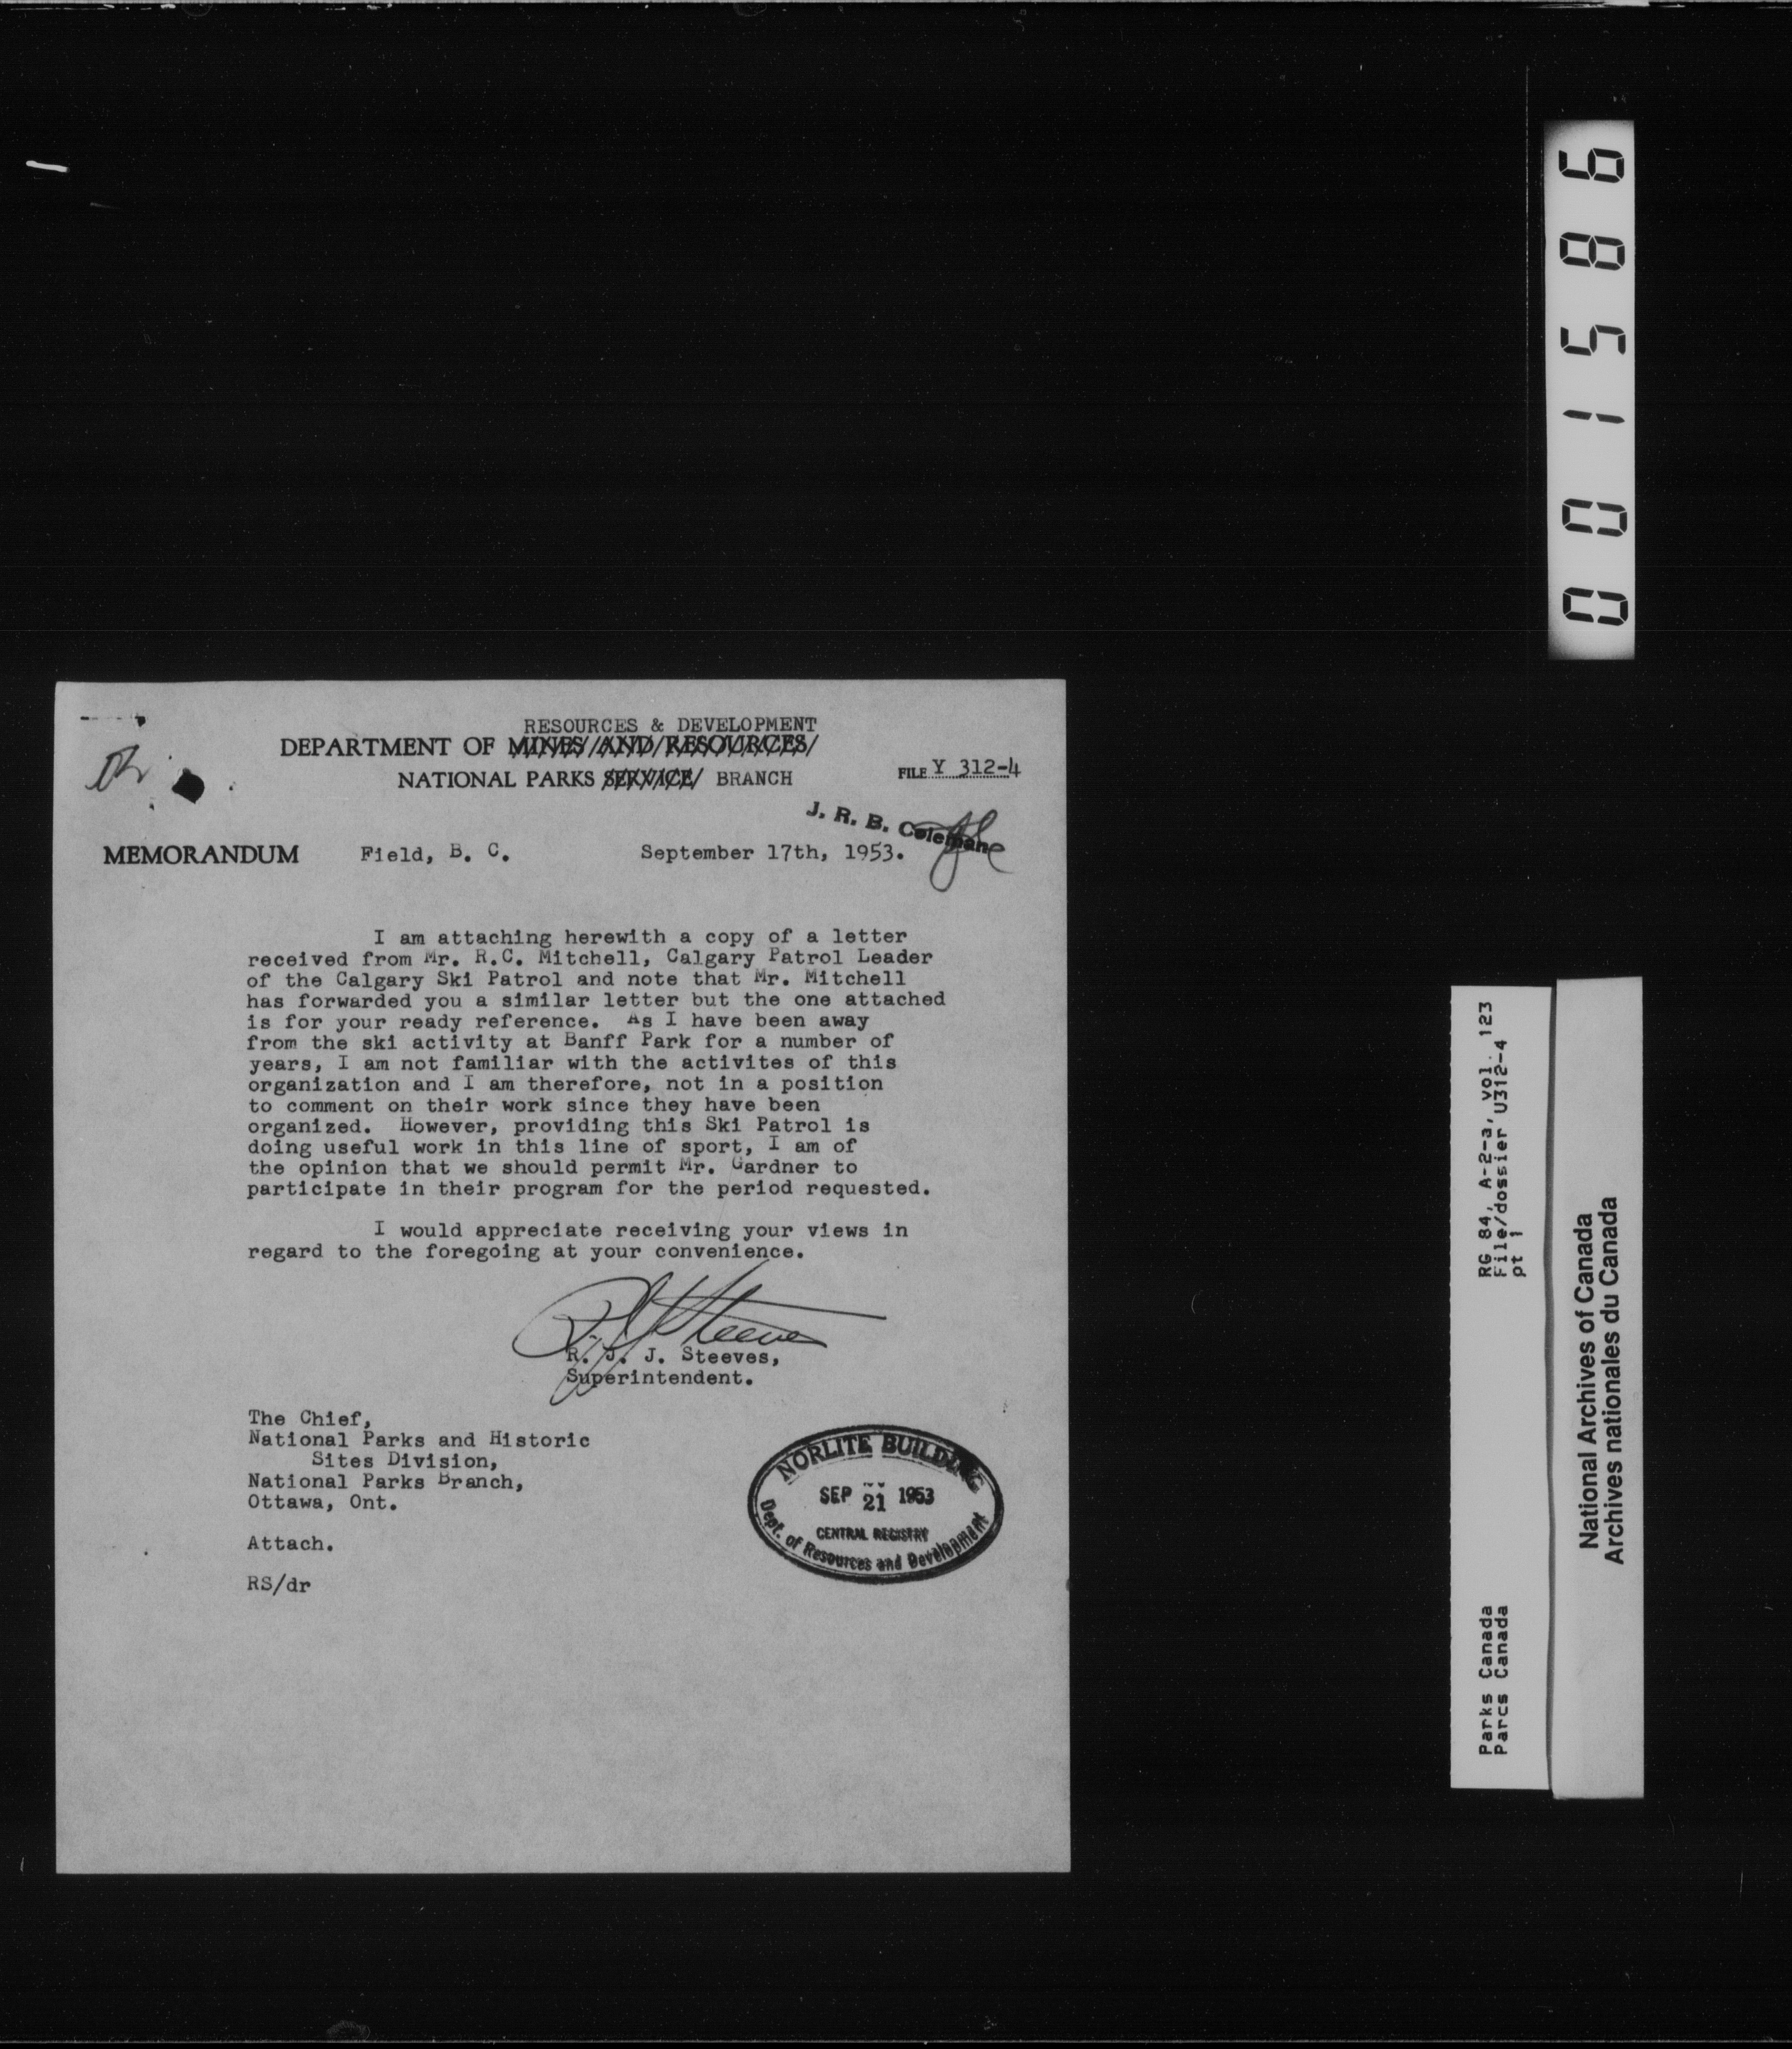 RESOURCES & DEVELOPMENT
DEPARTMENT OF MINES AND RESOURCES
NATIONAL PARKS SERVICE BRANCH
FILE Y 312-4
J. R. B. Coleman
MEMORANDUM Field, B. C. September 17th, 1953.
I am attaching herewith a copy of a letter
received from Mr. R.C. Mitchell, Calgary Patrol Leader
of the Calgary Ski Patrol and note that Mr. Mitchell
has forwarded you a similar letter but the one attached
is for your ready reference. As I have been away
from the ski activity at Banff Park for a number of
years, I am not familiar with the activites of this
organization and I am therefore, not in a position
to comment on their work since they have been
organized. However, providing this Ski Patrol is
doing useful work in this line of sport, I am of
the opinion that we should permit Mr. Gardner to
participate in their program for the period requested.
I would appreciate receiving your views in
regard to the foregoing at your convenience.
R. J. J. Steeves,
Superintendent.
The Chief,
National Parks and Historic
Sites Division,
National Parks Branch,
Ottawa, Ont.
Attach.
RS/dr
NORLITE BUILDING
SEP 21 1953
CENTRAL REGISTRY
Dept. of Resources and Development
001586
RG 84, A-2-a, vol. 123
File/dossier U312-4
pt 1
Parks Canada
Parcs Canada
National Archives of Canada
Archives nationales du Canada